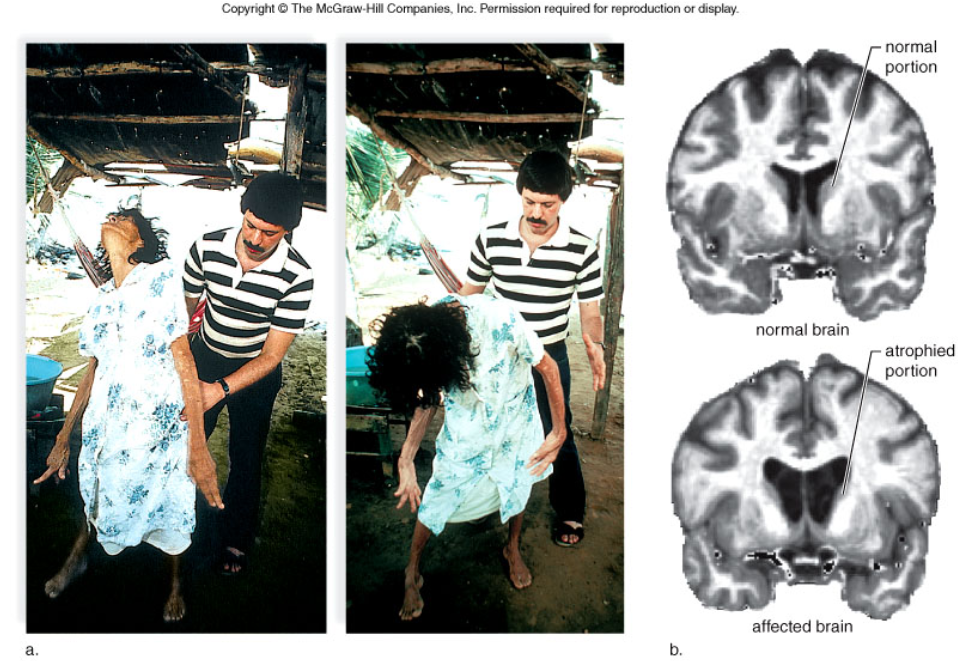 Copyright © The McGraw-Hill Companies, Inc. Permission required for reproduction or display.
normal
portion
normal brain
atrophied
portion
affected brain
a.
b.